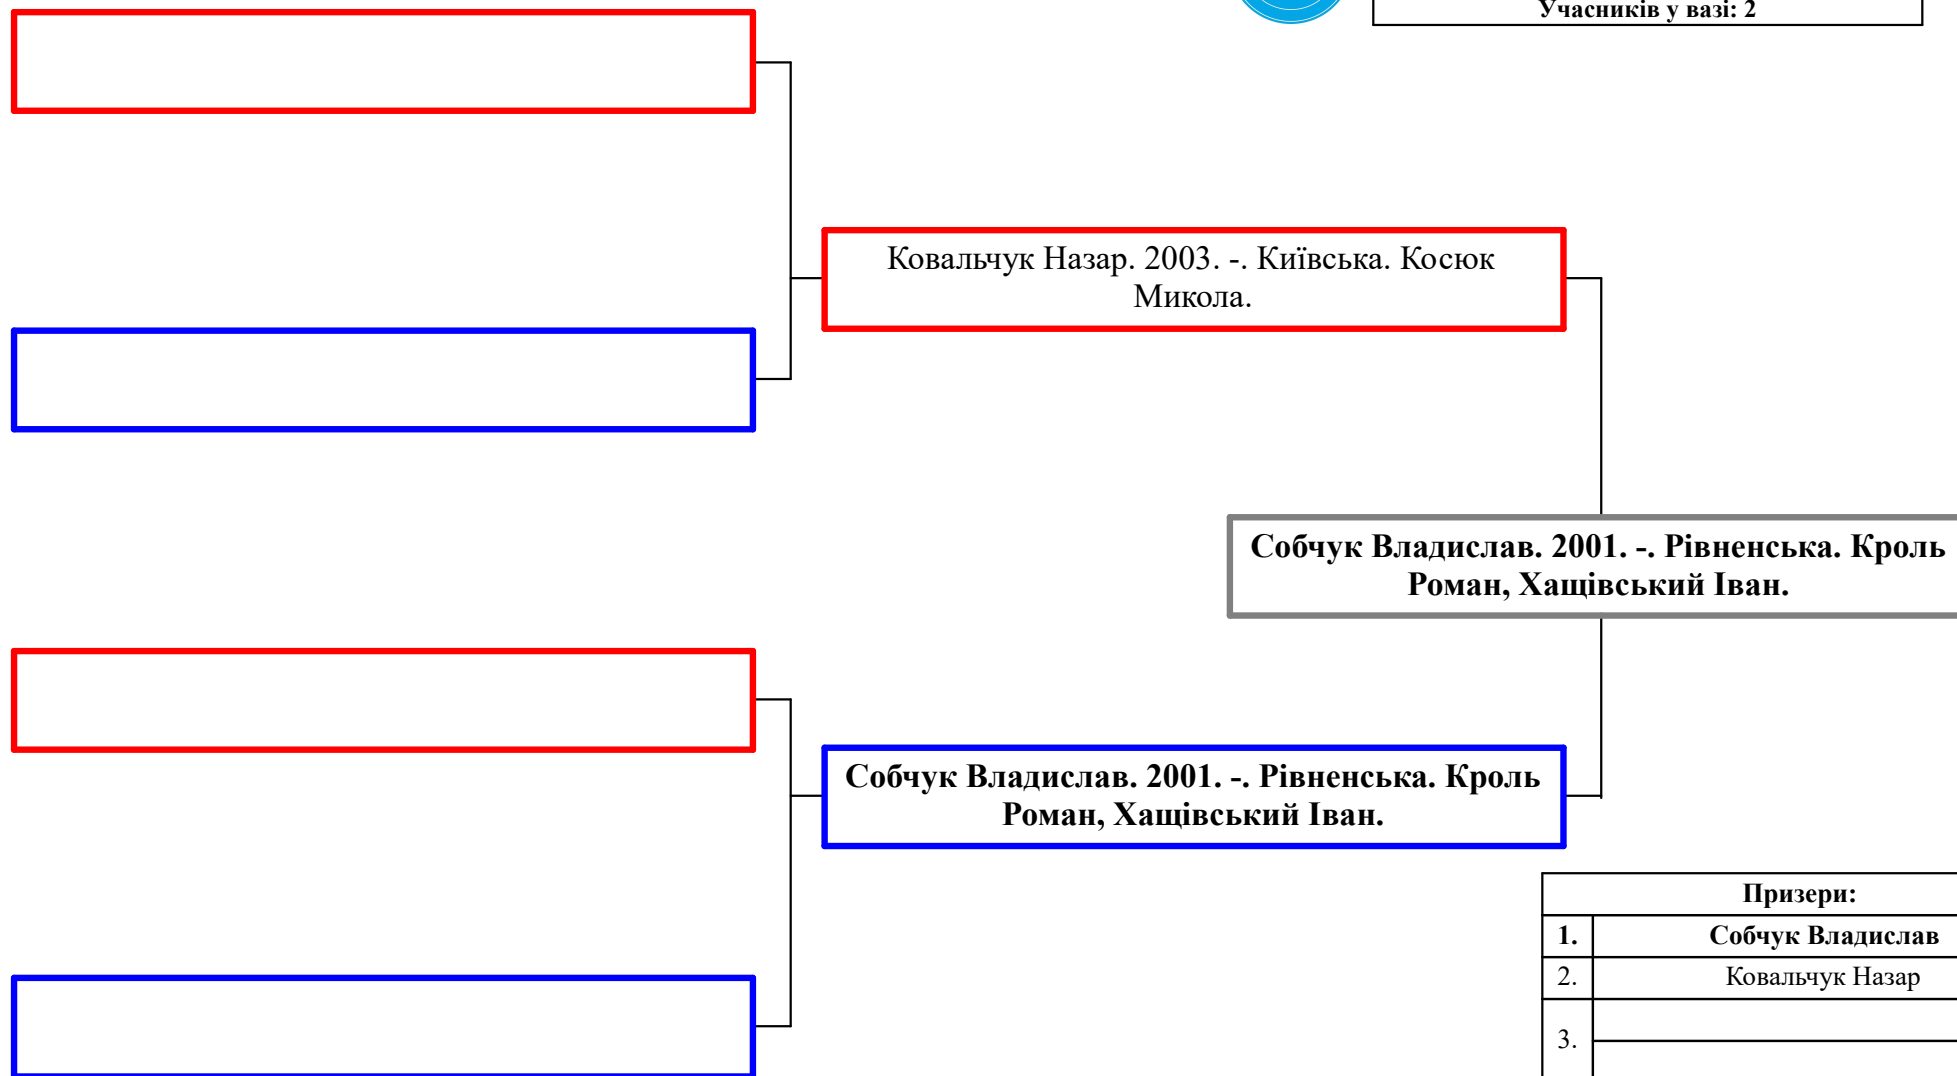 Учасників у вазі: 2
Ковальчук Назар. 2003. -. Київська. Косюк
Микола.
Собчук Владислав. 2001. -. Рівненська. Кроль
Роман, Хащівський Іван.
Собчук Владислав. 2001. -. Рівненська. Кроль
Роман, Хащівський Іван.
Призери:
1. Собчук Владислав
2. Ковальчук Назар
3.